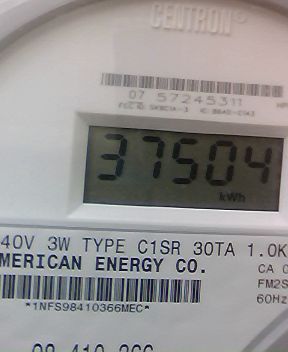 CENTRON®
07 57245311
37504
kWh
40V 3W TYPE C1SR 30TA 1.0K
MERICAN ENERGY CO.
CA
FM2S
60Hz
*1NFS98410366MEC*